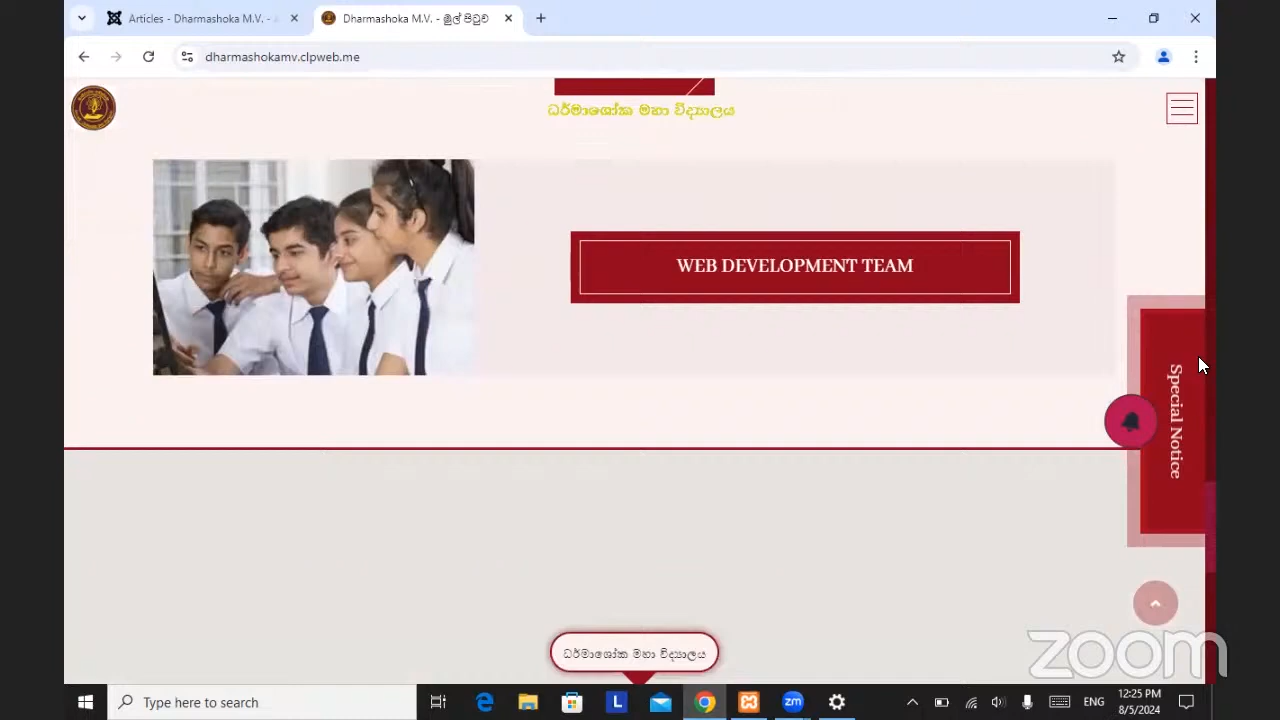 Articles - Dharmashoka M.V. -
Dharmashoka M.V. - මුල් පිටුව
dharmashokamv.clpweb.me
ධර්මාශෝක මහා විද්‍යාලය
WEB DEVELOPMENT TEAM
Special Notice
ධර්මාශෝක මහා විද්‍යාලය
zoom
Type here to search
L
zm
ENG
12:25 PM
8/5/2024